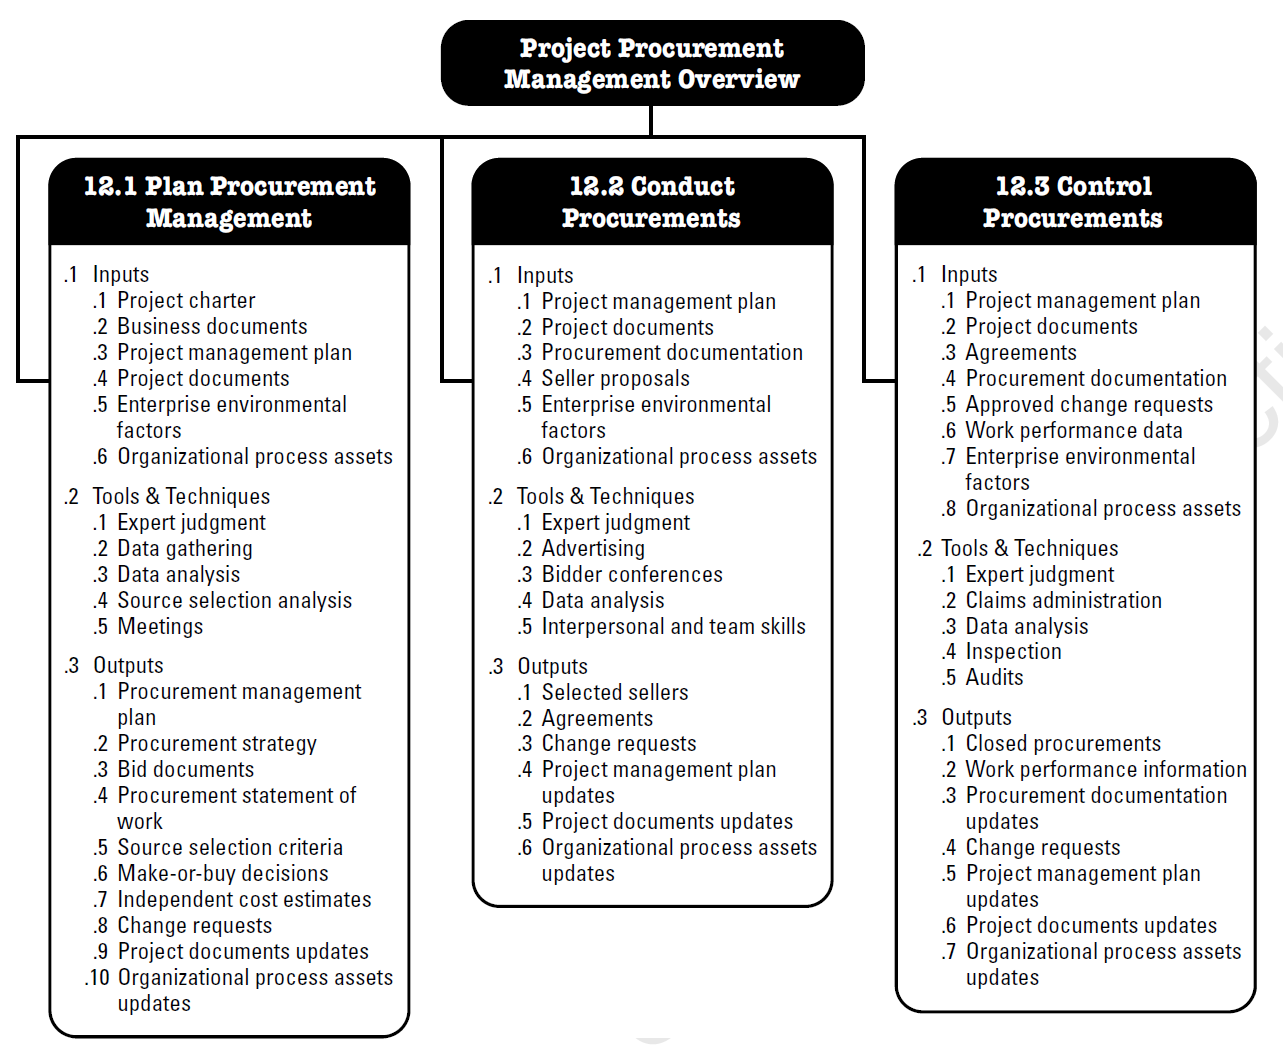 Project Procurement
Management Overview
12.1 Plan Procurement
Management
.1 Inputs
.1 Project charter
.2 Business documents
.3 Project management plan
.4 Project documents
.5 Enterprise environmental
factors
.6 Organizational process assets
.2 Tools & Techniques
.1 Expert judgment
.2 Data gathering
.3 Data analysis
.4 Source selection analysis
.5 Meetings
.3 Outputs
.1 Procurement management
plan
.2 Procurement strategy
.3 Bid documents
.4 Procurement statement of
work
.5 Source selection criteria
.6 Make-or-buy decisions
.7 Independent cost estimates
.8 Change requests
.9 Project documents updates
.10 Organizational process assets
updates
12.2 Conduct
Procurements
.1 Inputs
.1 Project management plan
.2 Project documents
.3 Procurement documentation
.4 Seller proposals
.5 Enterprise environmental
factors
.6 Organizational process assets
.2 Tools & Techniques
.1 Expert judgment
.2 Advertising
.3 Bidder conferences
.4 Data analysis
.5 Interpersonal and team skills
.3 Outputs
.1 Selected sellers
.2 Agreements
.3 Change requests
.4 Project management plan
updates
.5 Project documents updates
.6 Organizational process assets
updates
12.3 Control
Procurements
.1 Inputs
.1 Project management plan
.2 Project documents
.3 Agreements
.4 Procurement documentation
.5 Approved change requests
.6 Work performance data
.7 Enterprise environmental
factors
.8 Organizational process assets
.2 Tools & Techniques
.1 Expert judgment
.2 Claims administration
.3 Data analysis
.4 Inspection
.5 Audits
.3 Outputs
.1 Closed procurements
.2 Work performance information
.3 Procurement documentation
updates
.4 Change requests
.5 Project management plan
updates
.6 Project documents updates
.7 Organizational process assets
updates